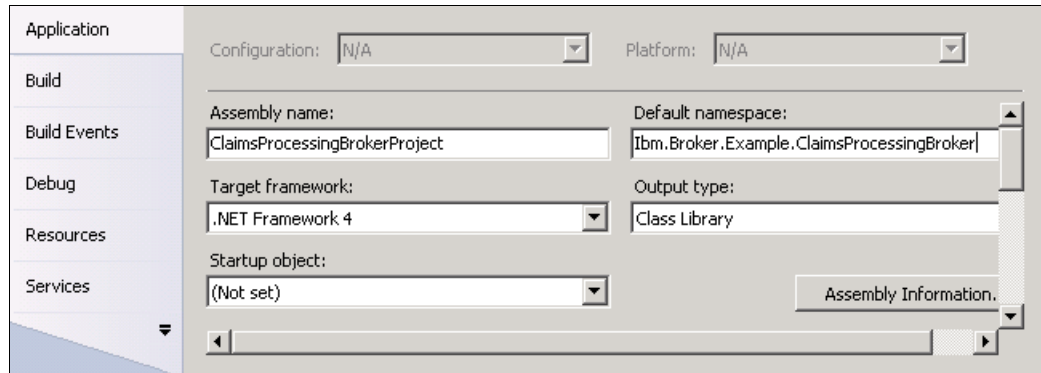 Application
Build
Build Events
Debug
Resources
Services
Configuration: N/A Platform: N/A
Assembly name: Default namespace:
ClaimsProcessingBrokerProject Ibm.Broker.Example.ClaimsProcessingBroker
Target framework: Output type:
.NET Framework 4 Class Library
Startup object:
(Not set) Assembly Information.